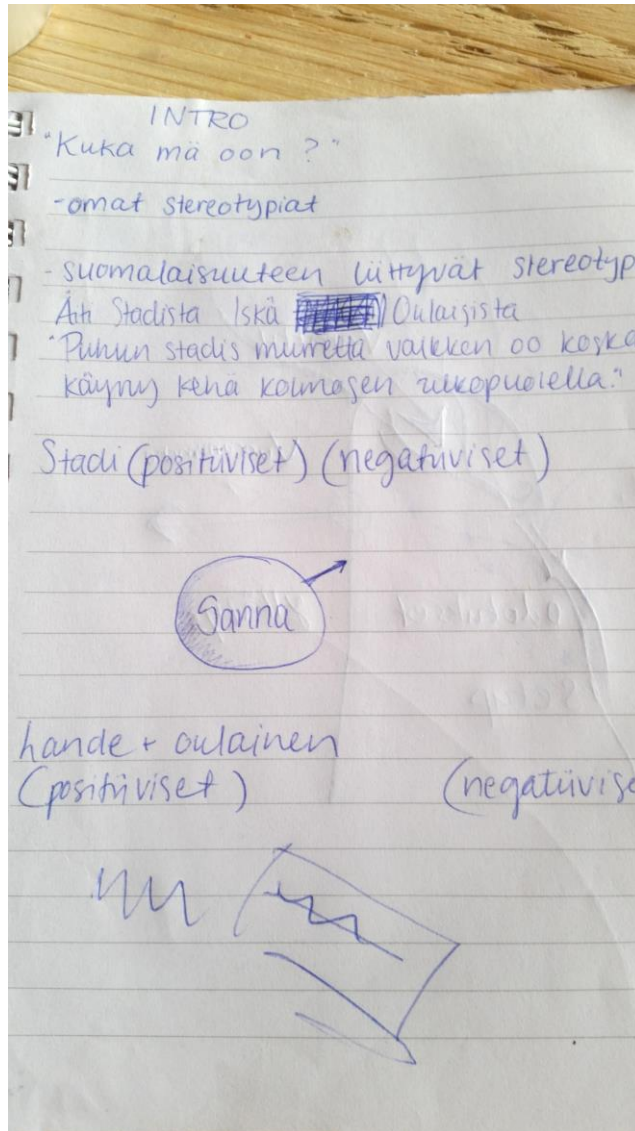 INTRO
"Kuka mä oon ?"
-omat stereotypiat
- suomalaisuuteen liittyvät stereotyp
Äiti Stadista Iskä Oulaisista
"Puhun stadis murretta vaikken oo koska
käyny kehä kolmosen ulkopuolella."
Stadi (positiiviset) (negatiiviset)
Sanna
lande + oulainen
(positiiviset) (negatiivise